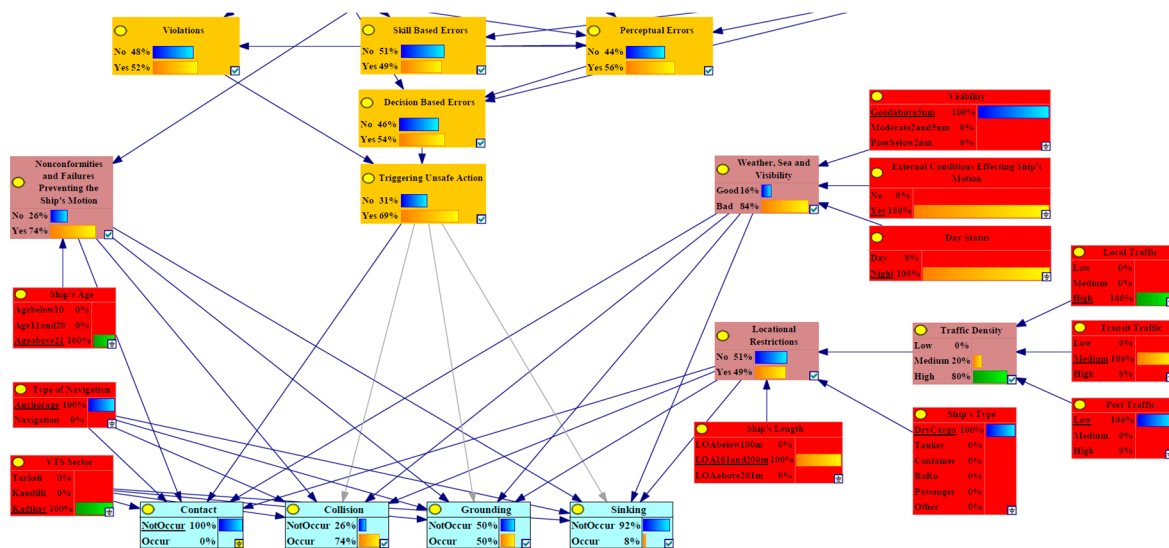 Violations
No 48%
Yes 52%
Skill Based Errors
No 51%
Yes 49%
Perceptual Errors
No 44%
Yes 56%
Decision Based Errors
No 46%
Yes 54%
Visibility
Goodabove5nm 100%
Moderate2and5nm 0%
Poorbelow2nm 0%
Nonconformities
and Failures
Preventing the
Ship's Motion
No 26%
Yes 74%
Triggering Unsafe Action
No 31%
Yes 69%
Weather, Sea and
Visibility
Good 16%
Bad 84%
External Conditions Effecting Ship's
Motion
No 0%
Yes 100%
Day Status
Day 0%
Night 100%
Local Traffic
Low 0%
Medium 0%
High 100%
Ship's Age
Agebelow10 0%
Age11and20 0%
Ageabove21 100%
Locational
Restrictions
No 51%
Yes 49%
Traffic Density
Low 0%
Medium 20%
High 80%
Transit Traffic
Low 0%
Medium 100%
High 0%
Type of Navigation
Anchorage 100%
Navigation 0%
Ship's Length
LOAbelow100m 0%
LOA101and200m 100%
LOAabove201m 0%
Ship's Type
DryCargo 100%
Tanker 0%
Container 0%
RoRo 0%
Passenger 0%
Other 0%
Port Traffic
Low 100%
Medium 0%
High 0%
VTS Sector
Turkeli 0%
Kandilli 0%
Kadikoy 100%
Contact
NotOccur 100%
Occur 0%
Collision
NotOccur 26%
Occur 74%
Grounding
NotOccur 50%
Occur 50%
Sinking
NotOccur 92%
Occur 8%